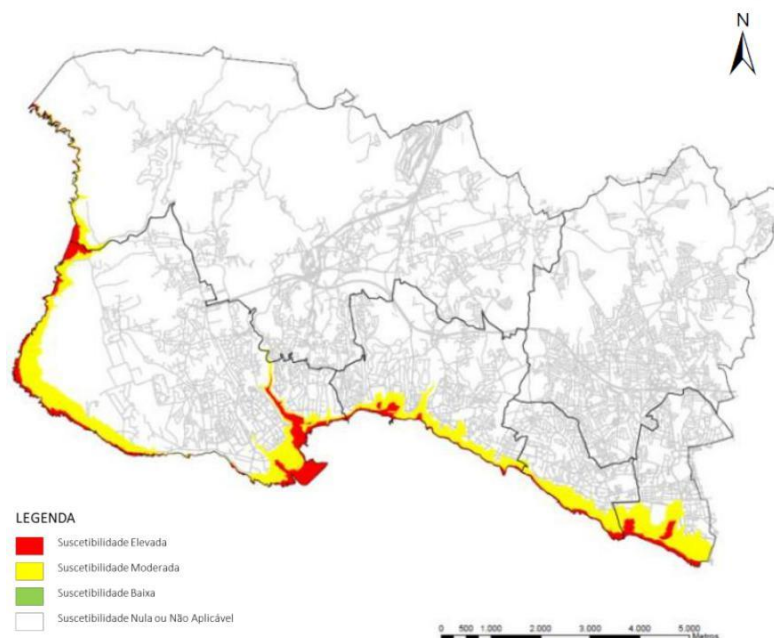 N
LEGENDA
Suscetibilidade Elevada
Suscetibilidade Moderada
Suscetibilidade Baixa
Suscetibilidade Nula ou Não Aplicável
0 500 1.000 2.000 3.000 4.000 5.000
Metros